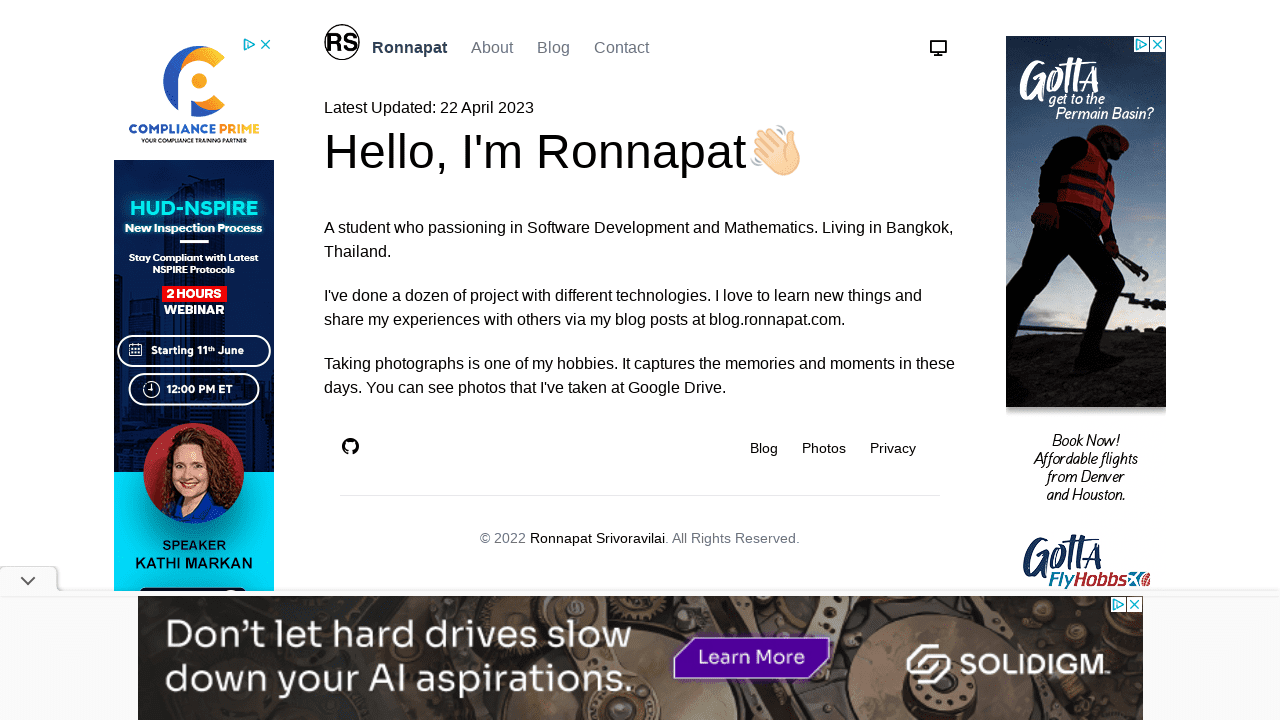 RS
Ronnapat
About
Blog
Contact
Latest Updated: 22 April 2023
Hello, I'm Ronnapat👋🏻
A student who passioning in Software Development and Mathematics. Living in Bangkok,
Thailand.
I've done a dozen of project with different technologies. I love to learn new things and
share my experiences with others via my blog posts at blog.ronnapat.com.
Taking photographs is one of my hobbies. It captures the memories and moments in these
days. You can see photos that I've taken at Google Drive.
Blog
Photos
Privacy
© 2022 Ronnapat Srivoravilai. All Rights Reserved.
COMPLIANCE PRIME
YOUR COMPLIANCE TRAINING PARTNER
HUD-NSPIRE
New Inspection Process
Stay Compliant with Latest
NSPIRE Protocols
2 HOURS
WEBINAR
Starting 11th June
12:00 PM ET
SPEAKER
KATHI MARKAN
GOTTA
get to the
Permain Basin?
Book Now!
Affordable flights
from Denver
and Houston.
GOTTA
FlyHobbs
Don't let hard drives slow
down your AI aspirations.
Learn More
SOLIDIGM™